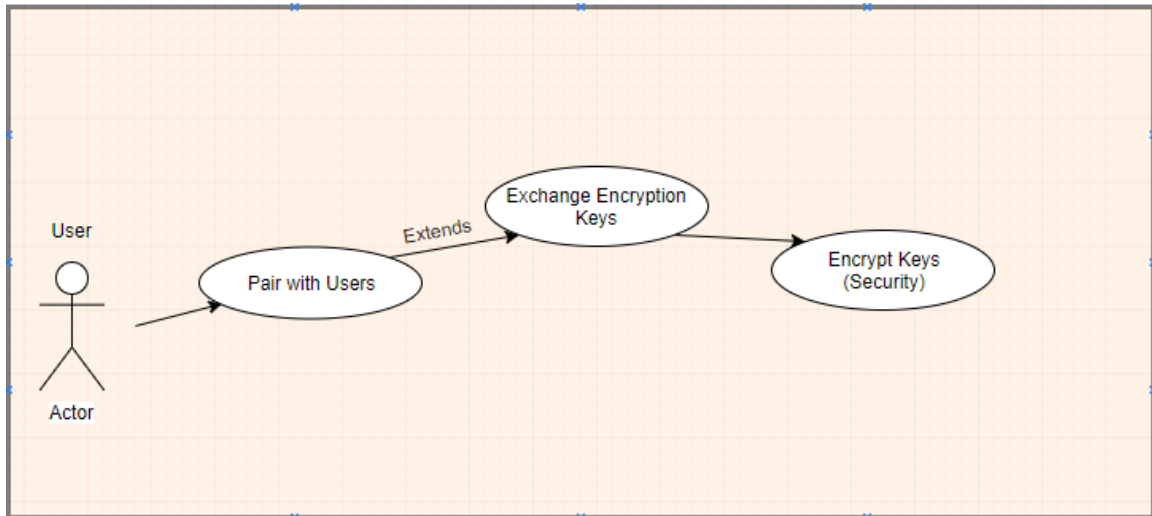 User
Actor
Pair with Users
Extends
Exchange Encryption
Keys
Encrypt Keys
(Security)